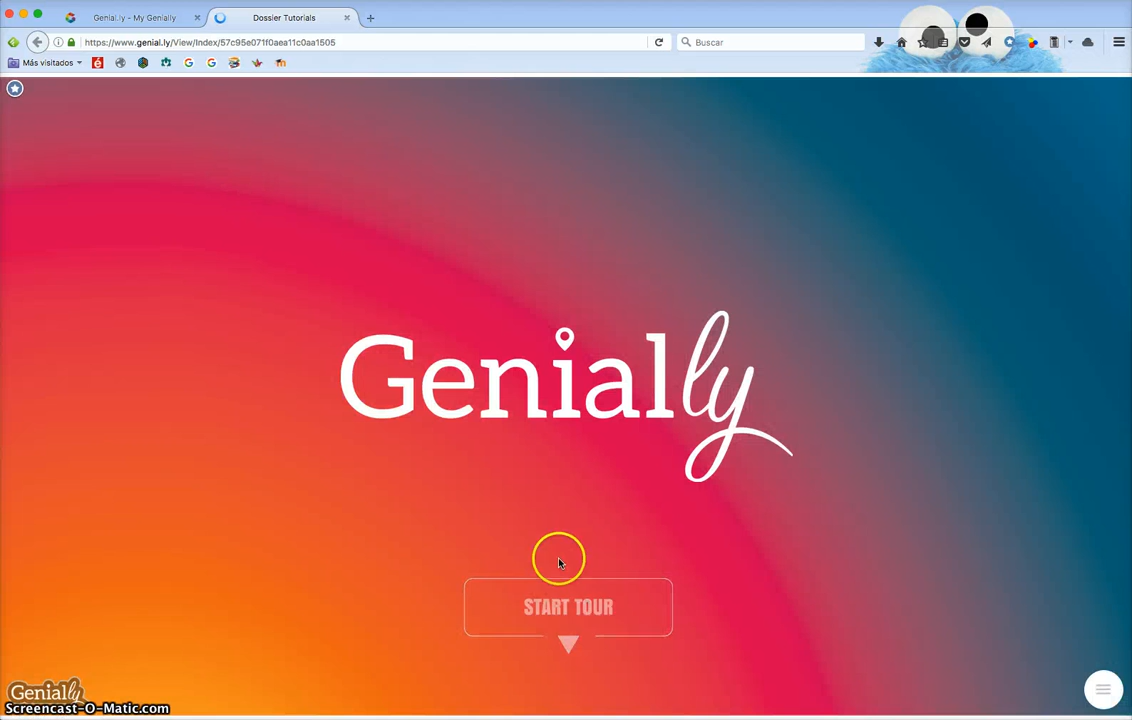 Genial.ly - My Genially
Dossier Tutorials
https://www.genial.ly/View/Index/57c95e071f0aea11c0aa1505
Buscar
Más visitados
Genially
START TOUR
Genially
Screencast-O-Matic.com